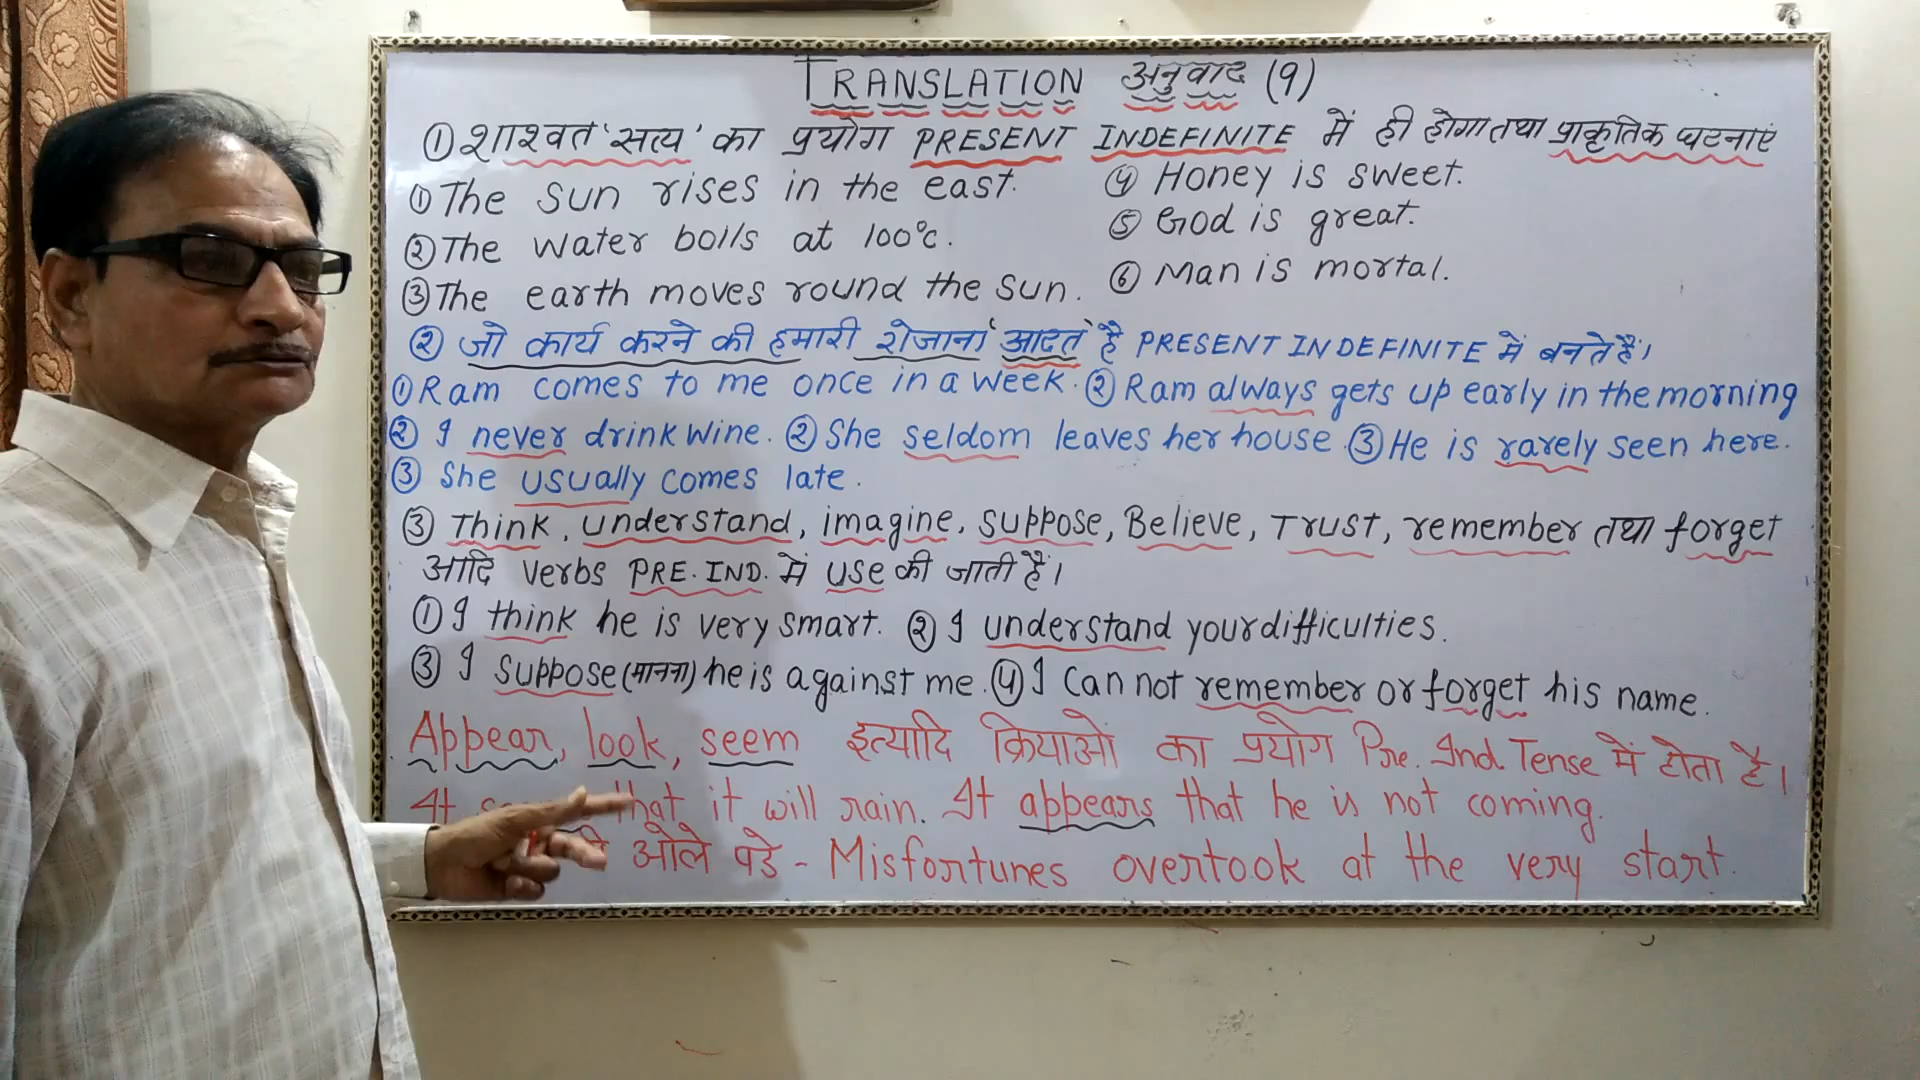 TRANSLATION अनुवाद (9)
① शाश्वत 'सत्य' का प्रयोग PRESENT INDEFINITE में ही होगा तथा प्राकृतिक घटनाएं
① The sun rises in the east.
② The water boils at 100°c.
③ The earth moves round the sun.
④ Honey is sweet.
⑤ God is great.
⑥ Man is mortal.
② जो कार्य करने की हमारी रोजाना 'आदत' है PRESENT INDEFINITE में बनते हैं।
① Ram comes to me once in a week. ② Ram always gets up early in the morning
② I never drink wine. ② She seldom leaves her house. ③ He is rarely seen here.
③ She usually comes late.
③ Think, understand, imagine, suppose, Believe, TRUST, remember तथा forget
आदि verbs PRE. IND. में use की जाती हैं।
① I think he is very smart. ② I understand your difficulties.
③ I suppose (मानना) he is against me. ④ I Can not remember or forget his name.
Appear, look, seem इत्यादि क्रियाओं का प्रयोग Pre. Ind Tense में होता है।
It that it will rain. It appears that he is not coming.
ओले पडे - Misfortunes overtook at the very start.